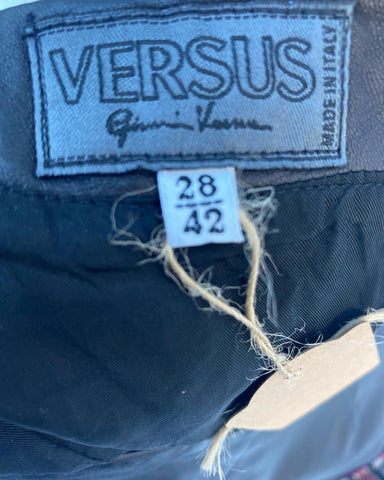 VERSUS
Gianni Versace
MADE IN ITALY
28
42